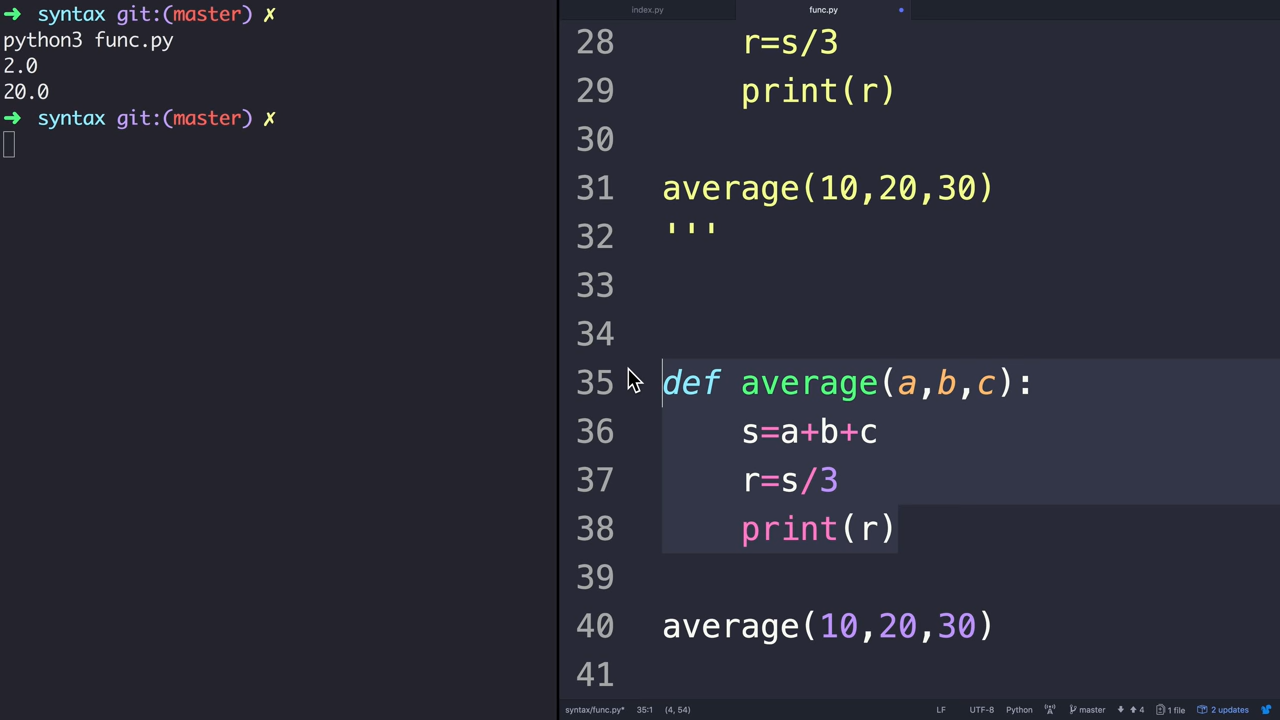 ➜ syntax git:(master) ✗
python3 func.py
2.0
20.0
➜ syntax git:(master) ✗
index.py
func.py
28 r=s/3
29 print(r)
30
31 average(10,20,30)
32 '''
33
34
35 def average(a,b,c):
36 s=a+b+c
37 r=s/3
38 print(r)
39
40 average(10,20,30)
41
syntax/func.py* 35:1 (4, 54) LF UTF-8 Python master 4 1 file 2 updates